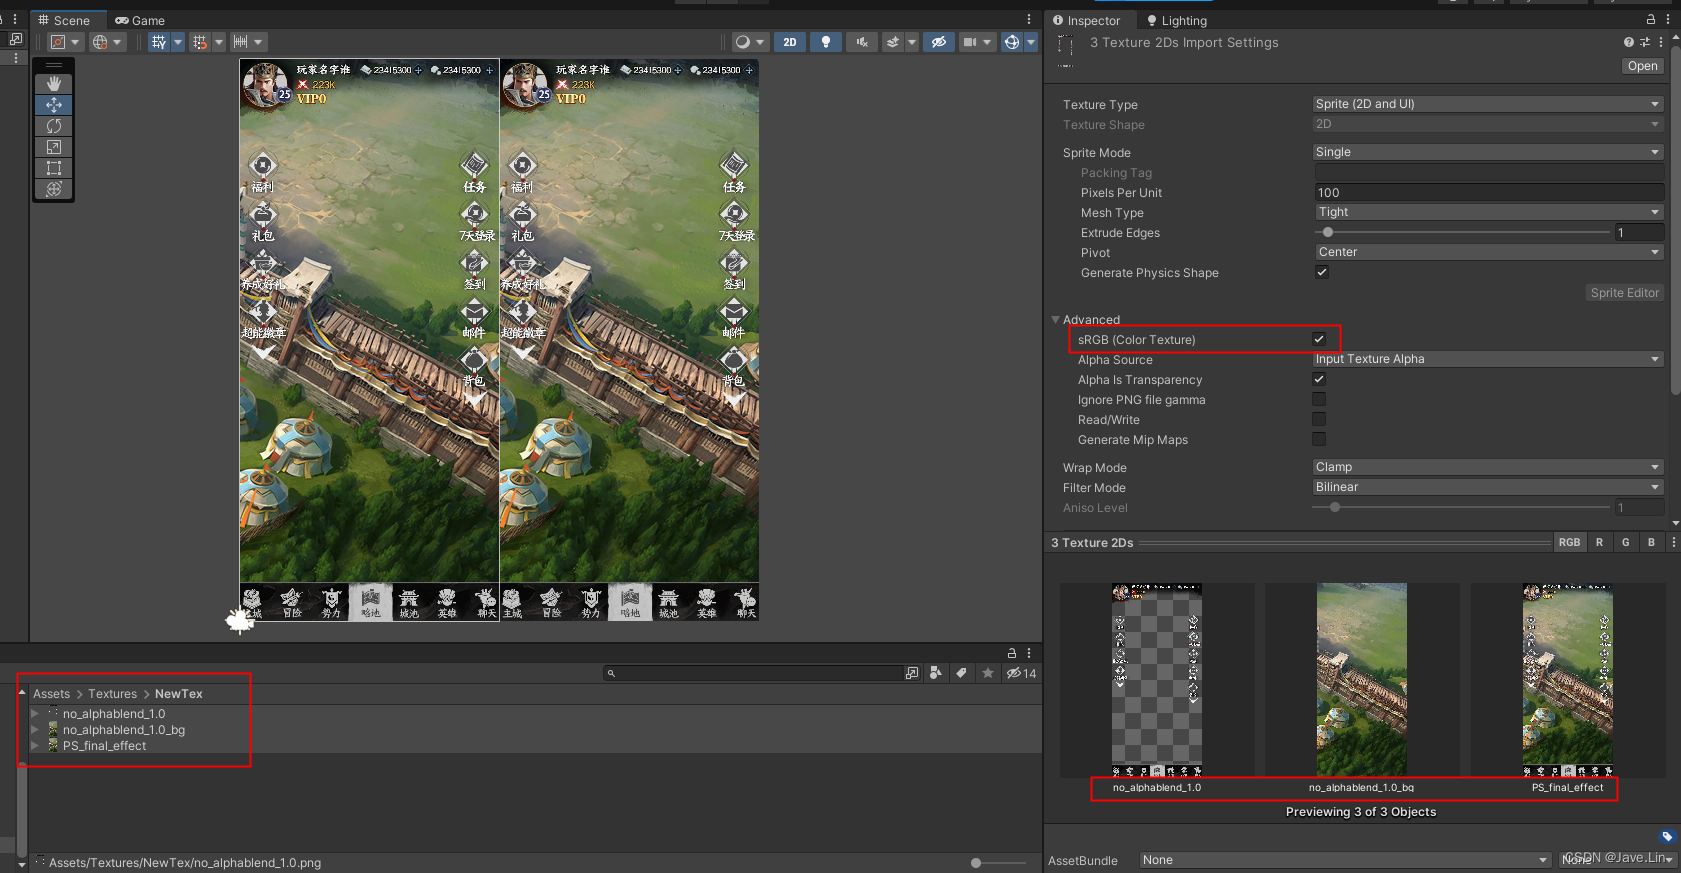 Scene
Game
Inspector
Lighting
2D
3 Texture 2Ds Import Settings
Open
玩家名字谁
23415300
23415300
玩家名字谁
23415300
23415300
223K
223K
25
VIP0
25
VIP0
福利
任务
福利
任务
礼包
7天登录
礼包
7天登录
养成好礼
签到
养成好礼
签到
超能徽章
邮件
超能徽章
邮件
背包
背包
主城
冒险
势力
略地
城池
英雄
聊天
主城
冒险
势力
略地
城池
英雄
聊天
Texture Type
Sprite (2D and UI)
Texture Shape
2D
Sprite Mode
Single
Packing Tag
Pixels Per Unit
100
Mesh Type
Tight
Extrude Edges
1
Pivot
Center
Generate Physics Shape
Sprite Editor
Advanced
sRGB (Color Texture)
Alpha Source
Input Texture Alpha
Alpha Is Transparency
Ignore PNG file gamma
Read/Write
Generate Mip Maps
Wrap Mode
Clamp
Filter Mode
Bilinear
Aniso Level
1
3 Texture 2Ds
RGB
R
G
B
no_alphablend_1.0
no_alphablend_1.0_bg
PS_final_effect
Previewing 3 of 3 Objects
AssetBundle
None
None
14
Assets > Textures > NewTex
no_alphablend_1.0
no_alphablend_1.0_bg
PS_final_effect
Assets/Textures/NewTex/no_alphablend_1.0.png
CSDN @Jave.Lin